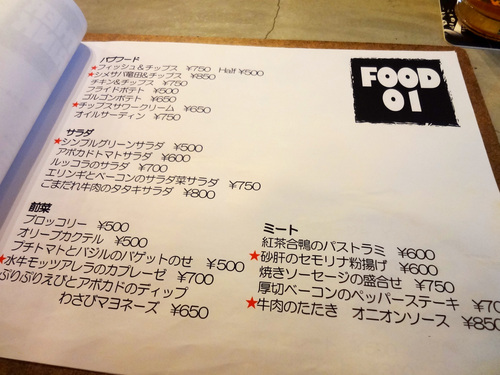 FOOD
01
パブフード
★フィッシュ＆チップス ¥750 Half ¥500
★シメサバ竜田&チップス ¥850
チキン&チップス ¥750
フライドポテト ¥500
ゴルゴンポテト ¥650
★チップスサワークリーム ¥650
オイルサーディン ¥750
サラダ
★シンプルグリーンサラダ ¥500
アボカドトマトサラダ ¥600
ルッコラのサラダ ¥700
エリンギとベーコンのサラダ菜サラダ ¥750
ごまだれ牛肉のタタキサラダ ¥800
前菜
ブロッコリー ¥500
オリーブカクテル ¥500
プチトマトとバジルのバゲットのせ ¥500
★水牛モッツアレラのカプレーゼ ¥700
ぷりぷりえびとアボカドのディップ
わさびマヨネーズ ¥650
ミート
紅茶合鴨のパストラミ ¥600
★砂肝のセモリナ粉揚げ ¥600
焼きソーセージの盛合せ ¥750
厚切ベーコンのペッパーステーキ ¥70
★牛肉のたたき オニオンソース ¥850